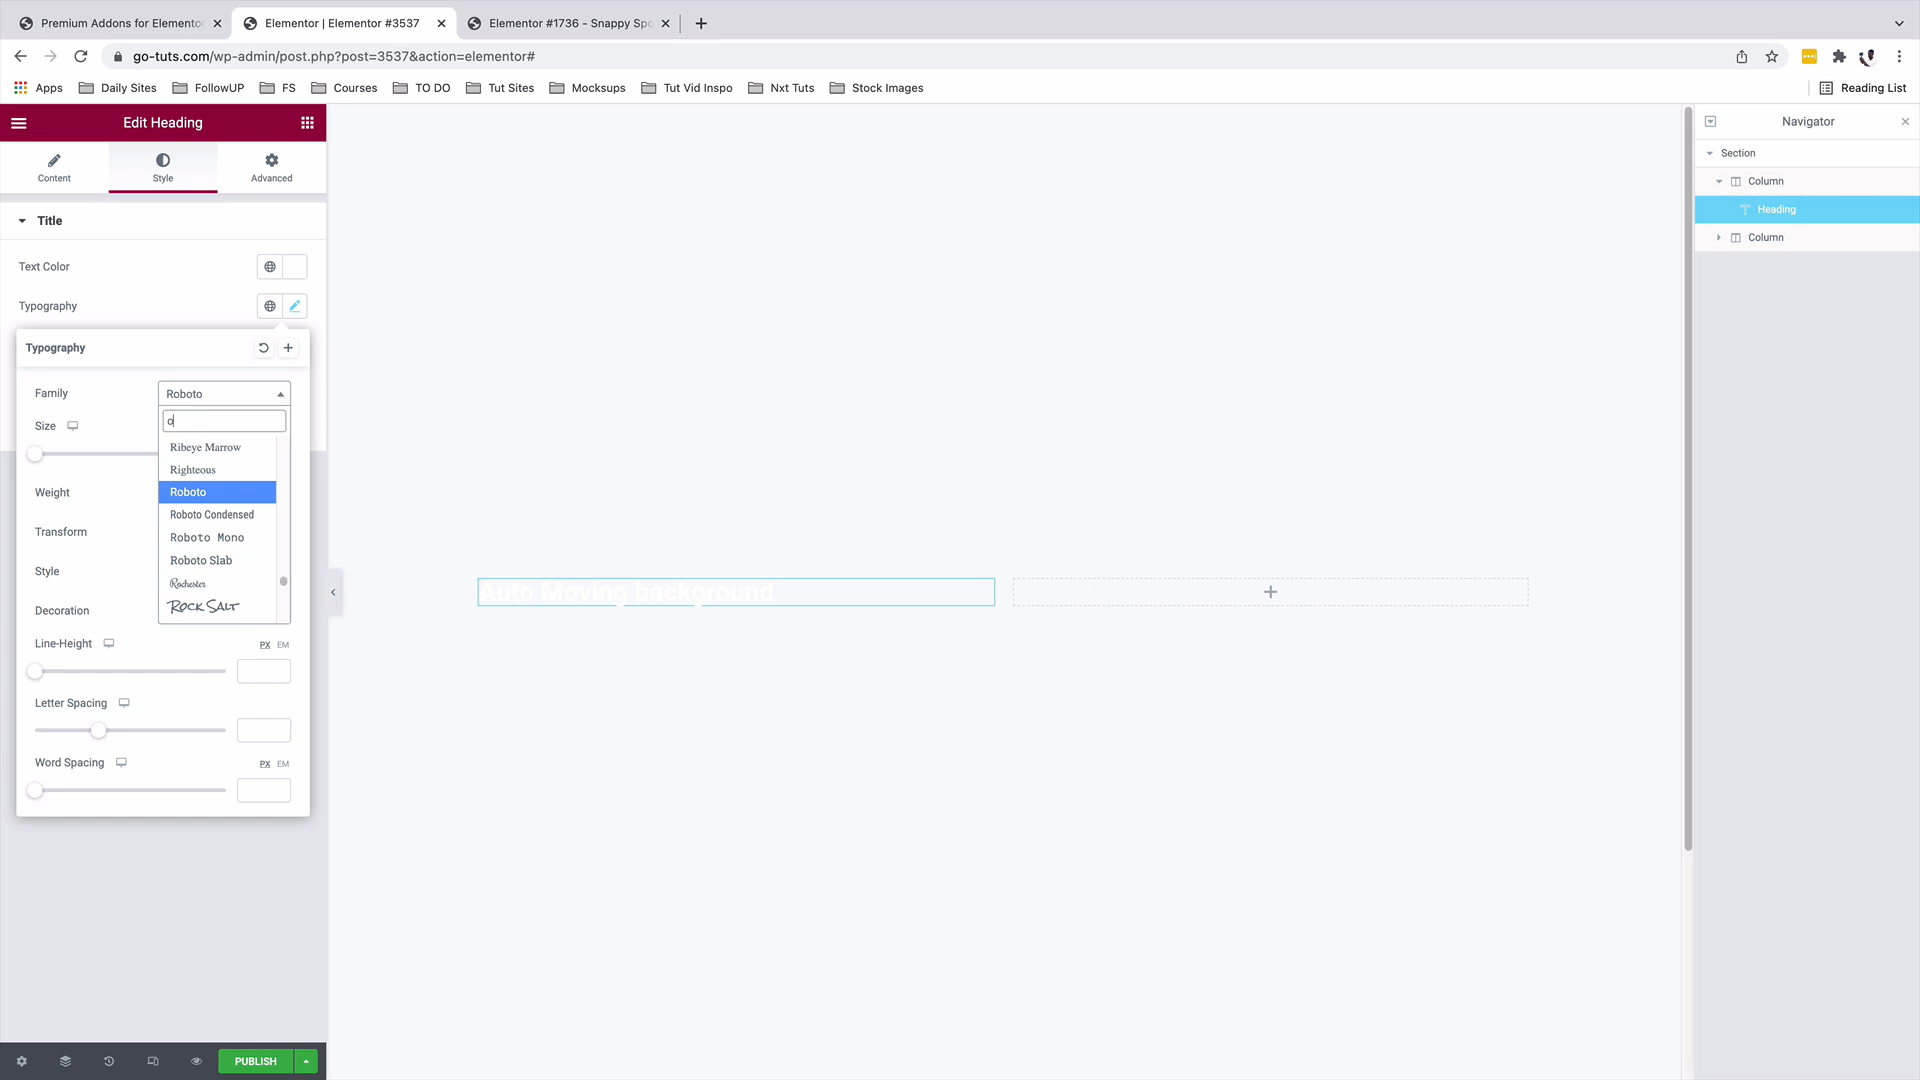 Premium Addons for Elementor
Elementor | Elementor #3537
Elementor #1736 - Snappy Spo
go-tuts.com/wp-admin/post.php?post=3537&action=elementor#
Apps
Daily Sites
FollowUP
FS
Courses
TO DO
Tut Sites
Mocksups
Tut Vid Inspo
Nxt Tuts
Stock Images
Reading List
Edit Heading
Content
Style
Advanced
Title
Text Color
Typography
Typography
Family
Roboto
o
Size
Ribeye Marrow
Righteous
Roboto
Roboto Condensed
Roboto Mono
Roboto Slab
Rochester
Rock Salt
Weight
Transform
Style
Decoration
Line-Height
PX EM
Letter Spacing
Word Spacing
PX EM
PUBLISH
Auto Moving background
Navigator
Section
Column
Heading
Column